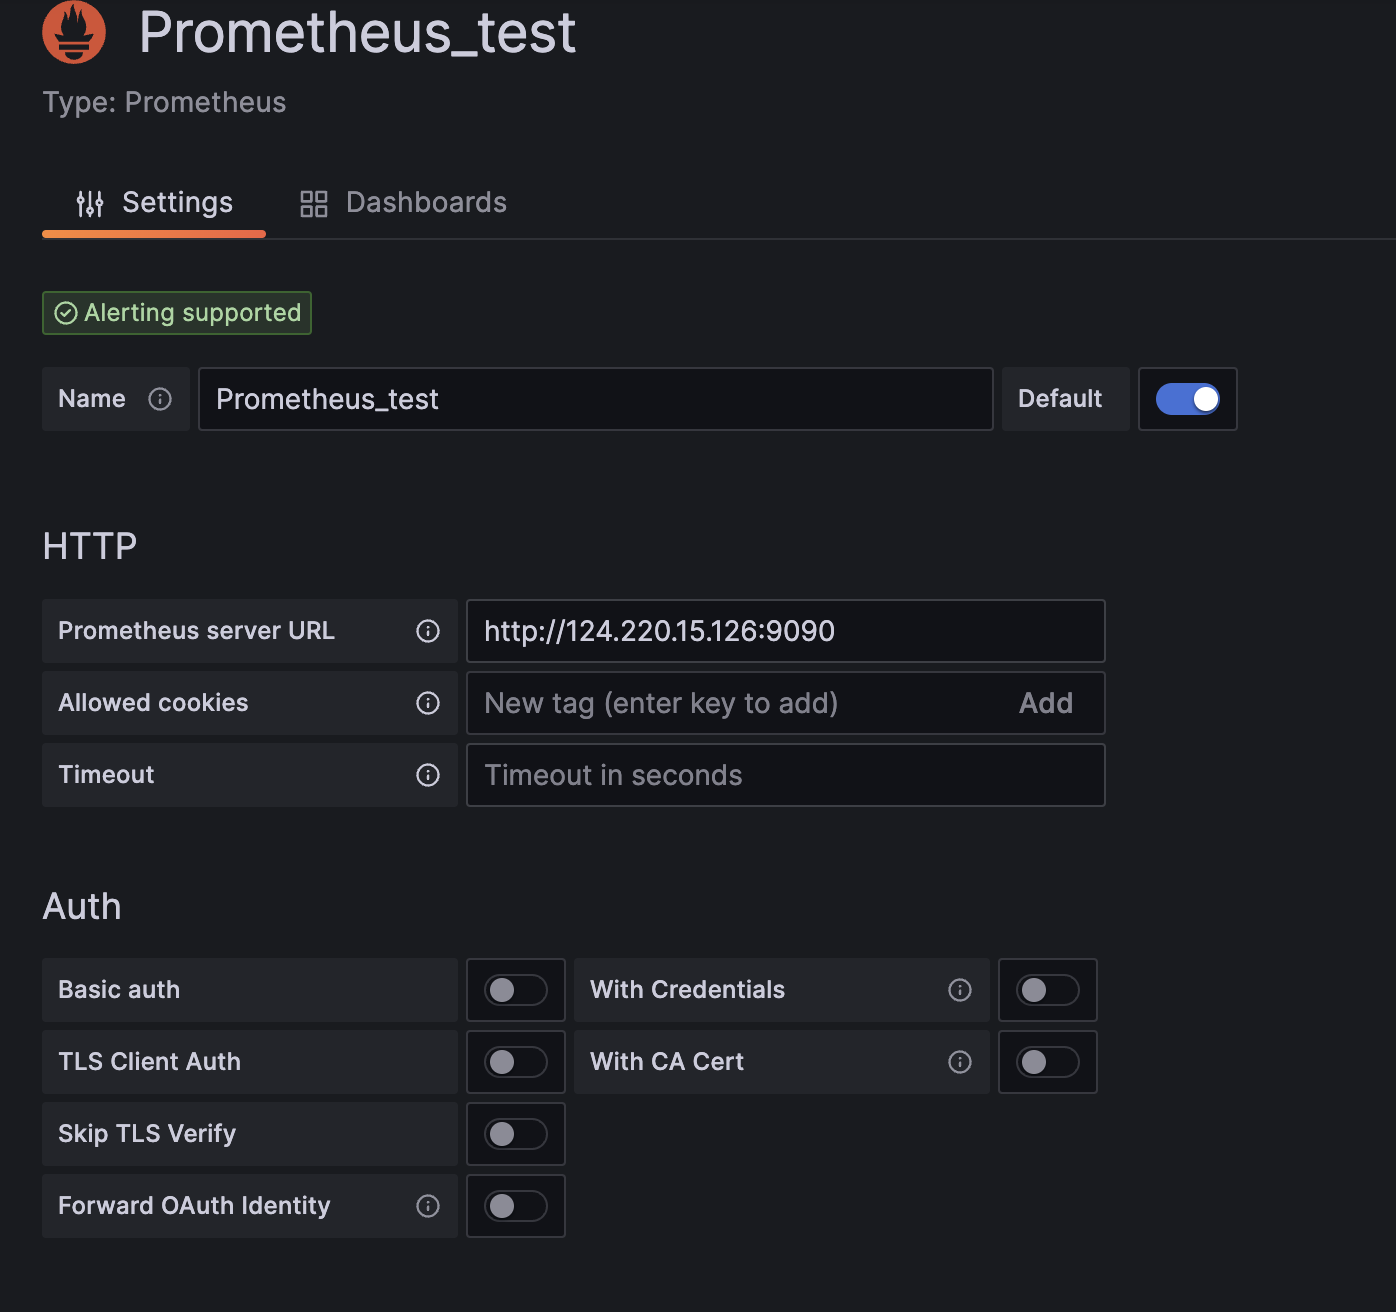 Prometheus_test
Type: Prometheus
Settings Dashboards
Alerting supported
Name Prometheus_test Default
HTTP
Prometheus server URL http://124.220.15.126:9090
Allowed cookies New tag (enter key to add) Add
Timeout Timeout in seconds
Auth
Basic auth With Credentials
TLS Client Auth With CA Cert
Skip TLS Verify
Forward OAuth Identity